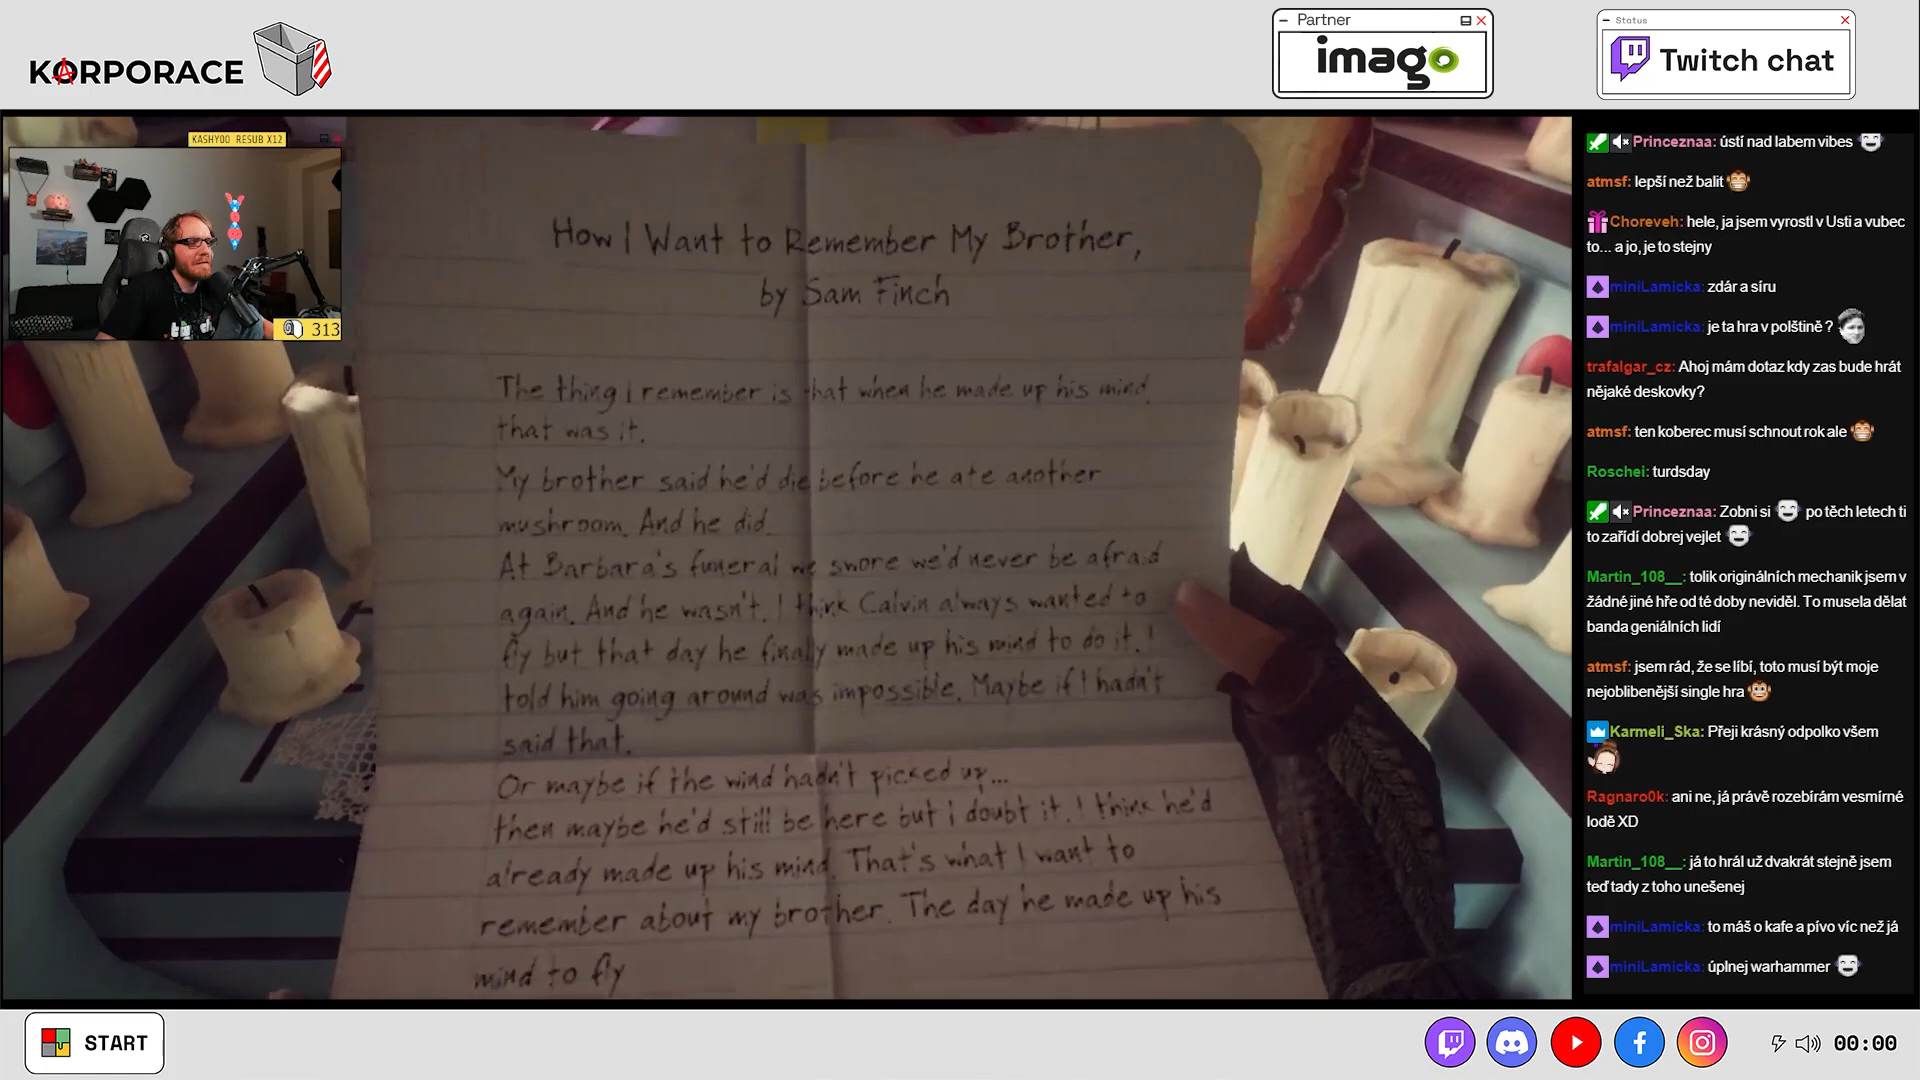 KORPORACE
Partner
imago
Status
Twitch chat
KASHYOO RESUB X12
313
How I Want to Remember My Brother,
by Sam Finch
The thing I remember is that when he made up his mind,
that was it.
My brother said he'd die before he ate another
mushroom. And he did.
At Barbara's funeral we swore we'd never be afraid
again. And he wasn't. I think Calvin always wanted to
fly but that day he finally made up his mind to do it. I
told him going around was impossible. Maybe if I hadn't
said that.
Or maybe if the wind hadn't picked up...
then maybe he'd still be here but i doubt it. I think he'd
already made up his mind. That's what I want to
remember about my brother. The day he made up his
mind to fly
Princeznaa: ústí nad labem vibes
atmsf: lepší než balit
Choreveh: hele, ja jsem vyrostl v Usti a vubec
to... a jo, je to stejny
miniLamicka: zdár a síru
miniLamicka: je ta hra v polštině ?
trafalgar_cz: Ahoj mám dotaz kdy zas bude hrát
nějaké deskovky?
atmsf: ten koberec musí schnout rok ale
Roschei: turdsday
Princeznaa: Zobni si po těch letech ti
to zařídí dobrej vejlet
Martin_108__: tolik originálních mechanik jsem v
žádné jiné hře od té doby neviděl. To musela dělat
banda geniálních lidí
atmsf: jsem rád, že se líbí, toto musí být moje
nejoblibenější single hra
Karmeli_Ska: Přeji krásný odpolko všem
Ragnaro0k: ani ne, já právě rozebírám vesmírné
lodě XD
Martin_108__: já to hrál už dvakrát stejně jsem
teď tady z toho unešenej
miniLamicka: to máš o kafe a pívo víc než já
miniLamicka: úplnej warhammer
START
00:00